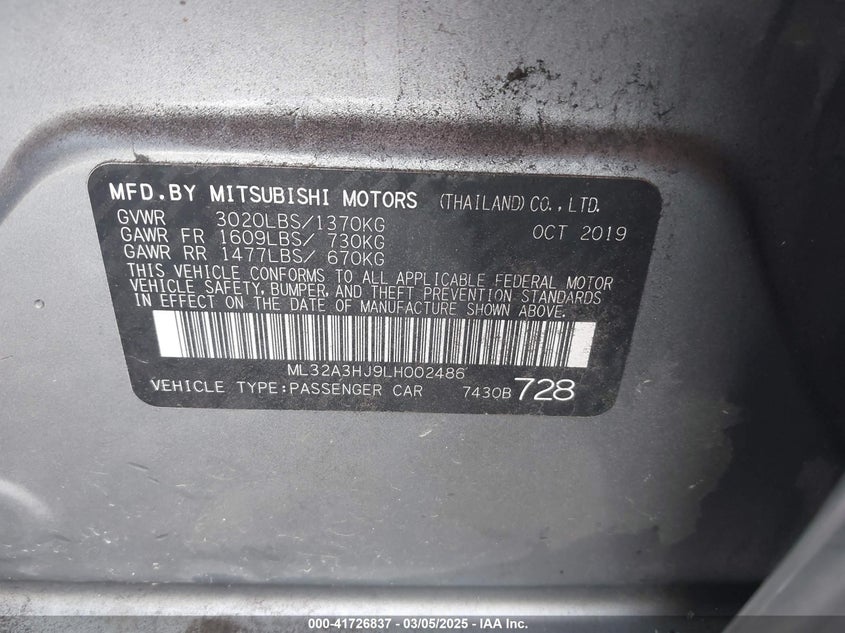 MFD.BY MITSUBISHI MOTORS (THAILAND) CO., LTD.
GVWR 3020LBS/1370KG OCT 2019
GAWR FR 1609LBS/ 730KG
GAWR RR 1477LBS/ 670KG
THIS VEHICLE CONFORMS TO ALL APPLICABLE FEDERAL MOTOR
VEHICLE SAFETY, BUMPER, AND THEFT PREVENTION STANDARDS
IN EFFECT ON THE DATE OF MANUFACTURE SHOWN ABOVE.
ML32A3HJ9LH002486
VEHICLE TYPE:PASSENGER CAR 7430B 728
000-41726837 - 03/05/2025 - IAA Inc.